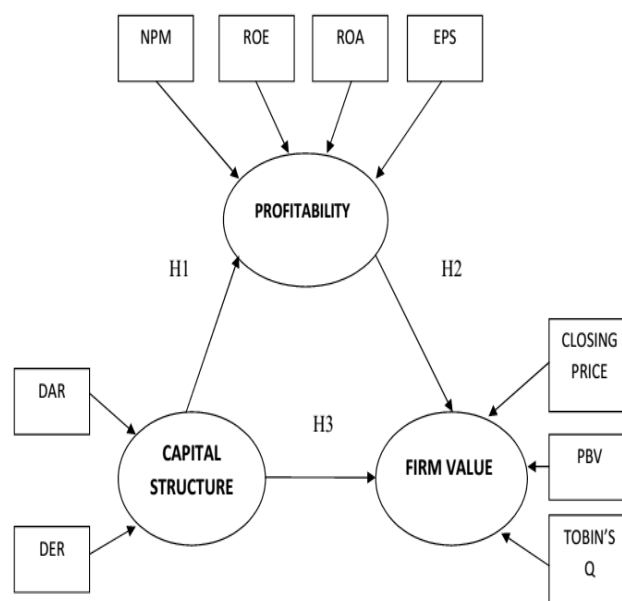 NPM
ROE
ROA
EPS
PROFITABILITY
H1
H2
CLOSING
PRICE
DAR
H3
CAPITAL
STRUCTURE
FIRM VALUE
PBV
DER
TOBIN'S
Q